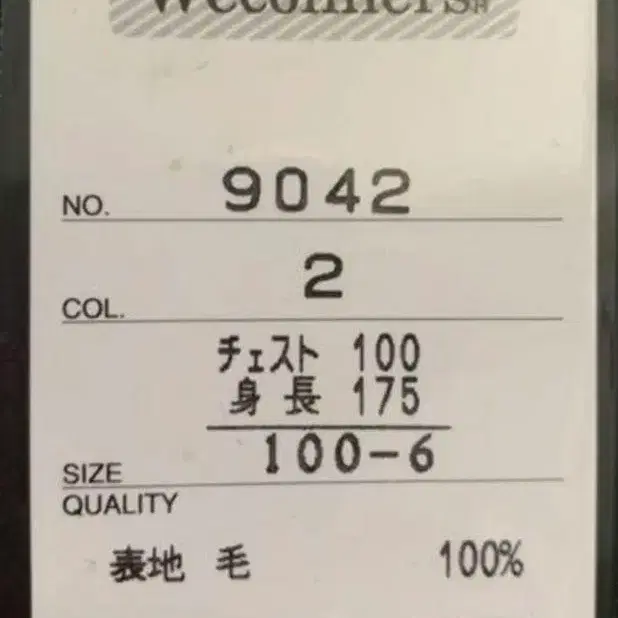 NO. 9042
COL. 2
チェスト 100
身長 175
SIZE 100-6
QUALITY
表地 毛 100%